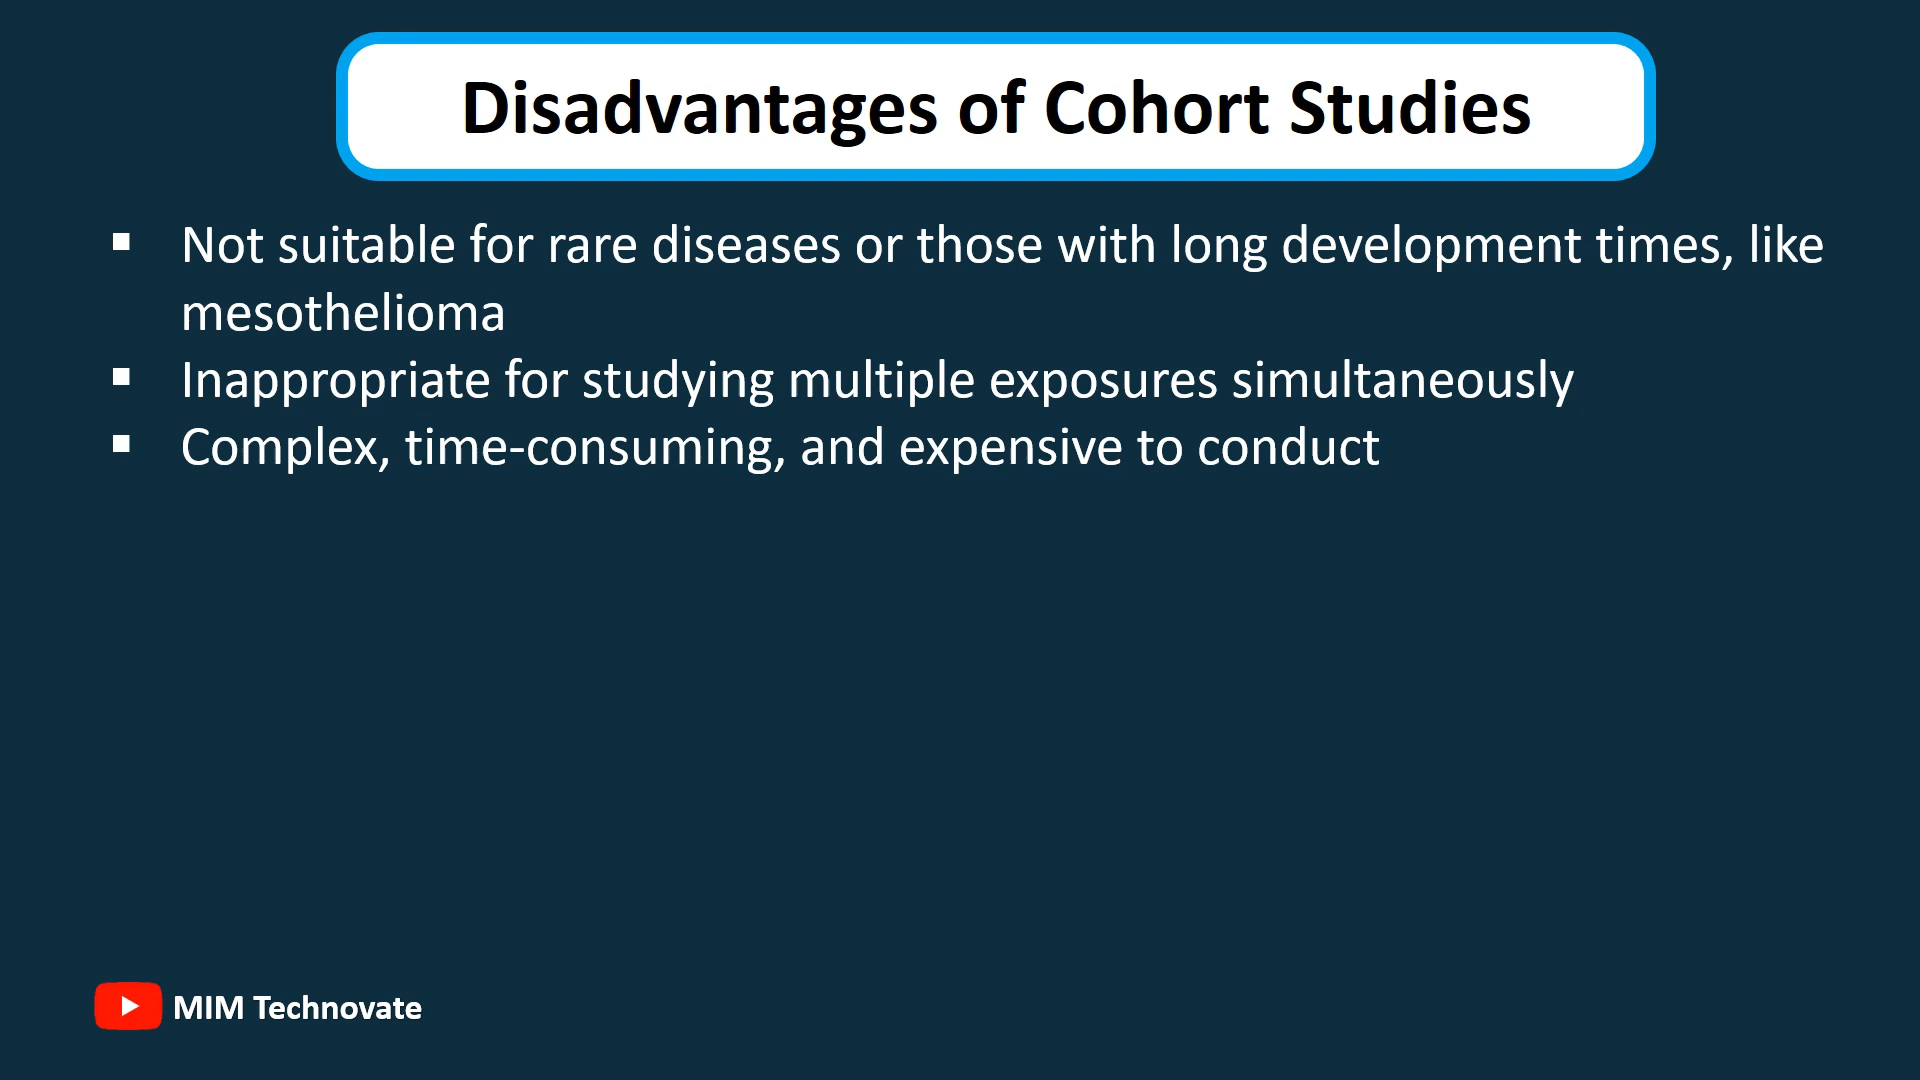 Disadvantages of Cohort Studies
▪ Not suitable for rare diseases or those with long development times, like
mesothelioma
▪ Inappropriate for studying multiple exposures simultaneously
▪ Complex, time-consuming, and expensive to conduct
MIM Technovate